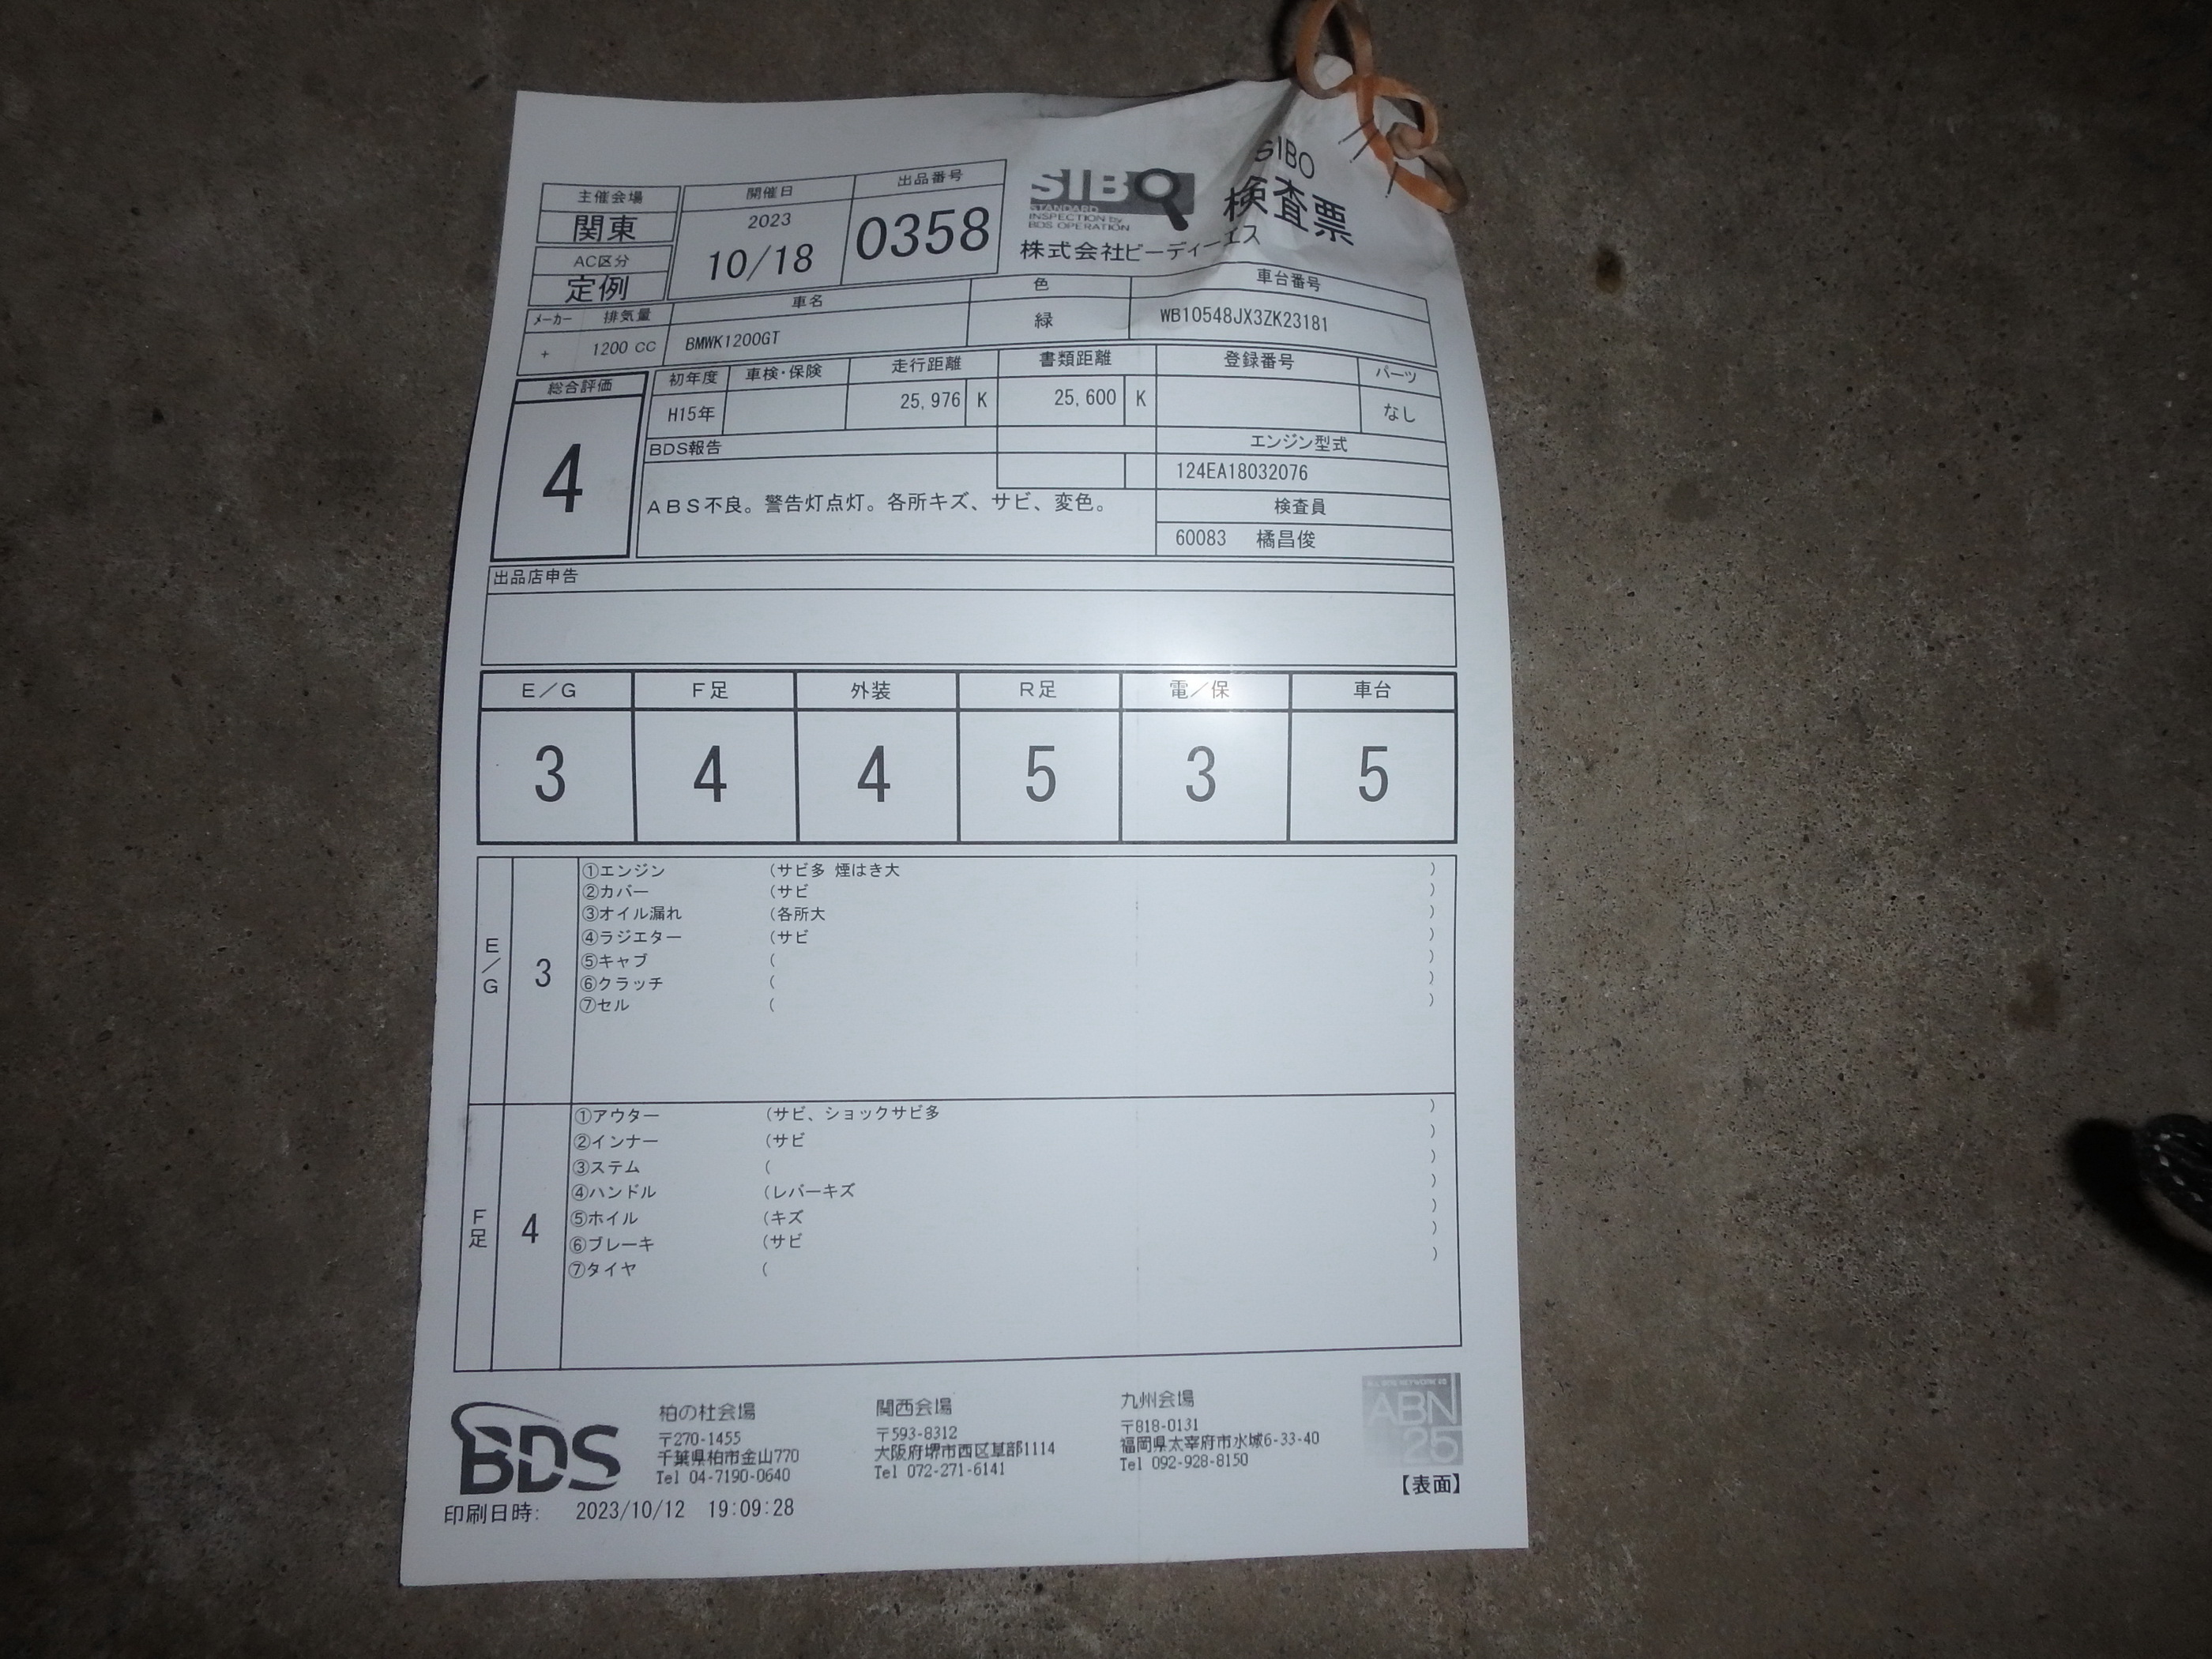 SIBO
検査票
主催会場
関東
AC区分
定例
開催日
2023
10/18
出品番号
0358
SIBO
STANDARD
INSPECTION by
BDS OPERATION
株式会社ビーディーエス
メーカー 排気量 車名 色 車台番号
+ 1200 CC BMWK1200GT 緑 WB10548JX3ZK23181
総合評価
4
初年度 車検・保険 走行距離 書類距離 登録番号 パーツ
H15年 25,976 K 25,600 K なし
BDS報告
ABS不良。警告灯点灯。各所キズ、サビ、変色。
エンジン型式
124EA18032076
検査員
60083 橘昌俊
出品店申告
E/G F足 外装 R足 電/保 車台
3 4 4 5 3 5
E/G 3
①エンジン (サビ多 煙はき大 )
②カバー (サビ )
③オイル漏れ (各所大 )
④ラジエター (サビ )
⑤キャブ ( )
⑥クラッチ ( )
⑦セル ( )
F足 4
①アウター (サビ、ショックサビ多 )
②インナー (サビ )
③ステム ( )
④ハンドル (レバーキズ )
⑤ホイル (キズ )
⑥ブレーキ (サビ )
⑦タイヤ ( )
BDS
柏の杜会場
〒270-1455
千葉県柏市金山770
Tel 04-7190-0640
関西会場
〒593-8312
大阪府堺市西区草部1114
Tel 072-271-6141
九州会場
〒818-0131
福岡県太宰府市水城6-33-40
Tel 092-928-8150
ABN
25
【表面】
印刷日時: 2023/10/12 19:09:28